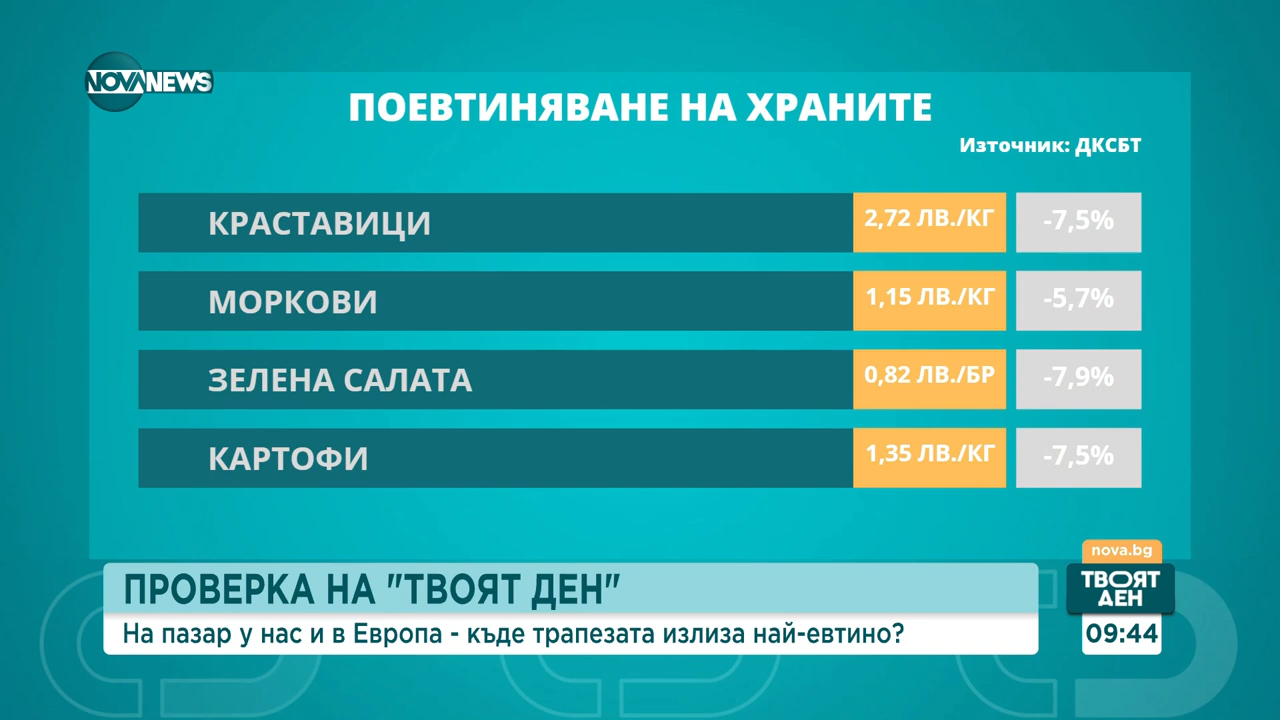 NOVANEWS
ПОЕВТИНЯВАНЕ НА ХРАНИТЕ
Източник: ДКСБТ
КРАСТАВИЦИ 2,72 ЛВ./КГ -7,5%
МОРКОВИ 1,15 ЛВ./КГ -5,7%
ЗЕЛЕНА САЛАТА 0,82 ЛВ./БР -7,9%
КАРТОФИ 1,35 ЛВ./КГ -7,5%
nova.bg
ПРОВЕРКА НА "ТВОЯТ ДЕН"
ТВОЯТ
ДЕН
На пазар у нас и в Европа - къде трапезата излиза най-евтино?
09:44